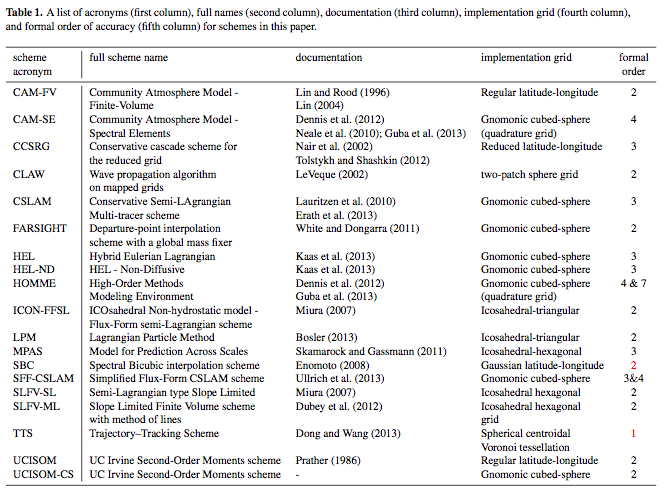 Table 1. A list of acronyms (first column), full names (second column), documentation (third column), implementation grid (fourth column),
and formal order of accuracy (fifth column) for schemes in this paper.
scheme full scheme name documentation implementation grid formal
acronym order
CAM-FV Community Atmosphere Model - Lin and Rood (1996) Regular latitude-longitude 2
Finite-Volume Lin (2004)
CAM-SE Community Atmosphere Model - Dennis et al. (2012) Gnomonic cubed-sphere 4
Spectral Elements Neale et al. (2010); Guba et al. (2013) (quadrature grid)
CCSRG Conservative cascade scheme for Nair et al. (2002) Reduced latitude-longitude 3
the reduced grid Tolstykh and Shashkin (2012)
CLAW Wave propagation algorithm LeVeque (2002) two-patch sphere grid 2
on mapped grids
CSLAM Conservative Semi-LAgrangian Lauritzen et al. (2010) Gnomonic cubed-sphere 3
Multi-tracer scheme Erath et al. (2013)
FARSIGHT Departure-point interpolation White and Dongarra (2011) Gnomonic cubed-sphere 2
scheme with a global mass fixer
HEL Hybrid Eulerian Lagrangian Kaas et al. (2013) Gnomonic cubed-sphere 3
HEL-ND HEL - Non-Diffusive Kaas et al. (2013) Gnomonic cubed-sphere 3
HOMME High-Order Methods Dennis et al. (2012) Gnomonic cubed-sphere 4 & 7
Modeling Environment Guba et al. (2013) (quadrature grid)
ICON-FFSL ICOsahedral Non-hydrostatic model - Miura (2007) Icosahedral-triangular 2
Flux-Form semi-Lagrangian scheme
LPM Lagrangian Particle Method Bosler (2013) Icosahedral-triangular 2
MPAS Model for Prediction Across Scales Skamarock and Gassmann (2011) Icosahedral-hexagonal 3
SBC Spectral Bicubic interpolation scheme Enomoto (2008) Gaussian latitude-longitude 2
SFF-CSLAM Simplified Flux-Form CSLAM scheme Ullrich et al. (2013) Gnomonic cubed-sphere 3&4
SLFV-SL Semi-Lagrangian type Slope Limited Miura (2007) Icosahedral hexagonal 2
SLFV-ML Slope Limited Finite Volume scheme Dubey et al. (2012) Icosahedral hexagonal 2
with method of lines grid
TTS Trajectory–Tracking Scheme Dong and Wang (2013) Spherical centroidal 1
Voronoi tessellation
UCISOM UC Irvine Second-Order Moments scheme Prather (1986) Regular latitude-longitude 2
UCISOM-CS UC Irvine Second-Order Moments scheme - Gnomonic cubed-sphere 2